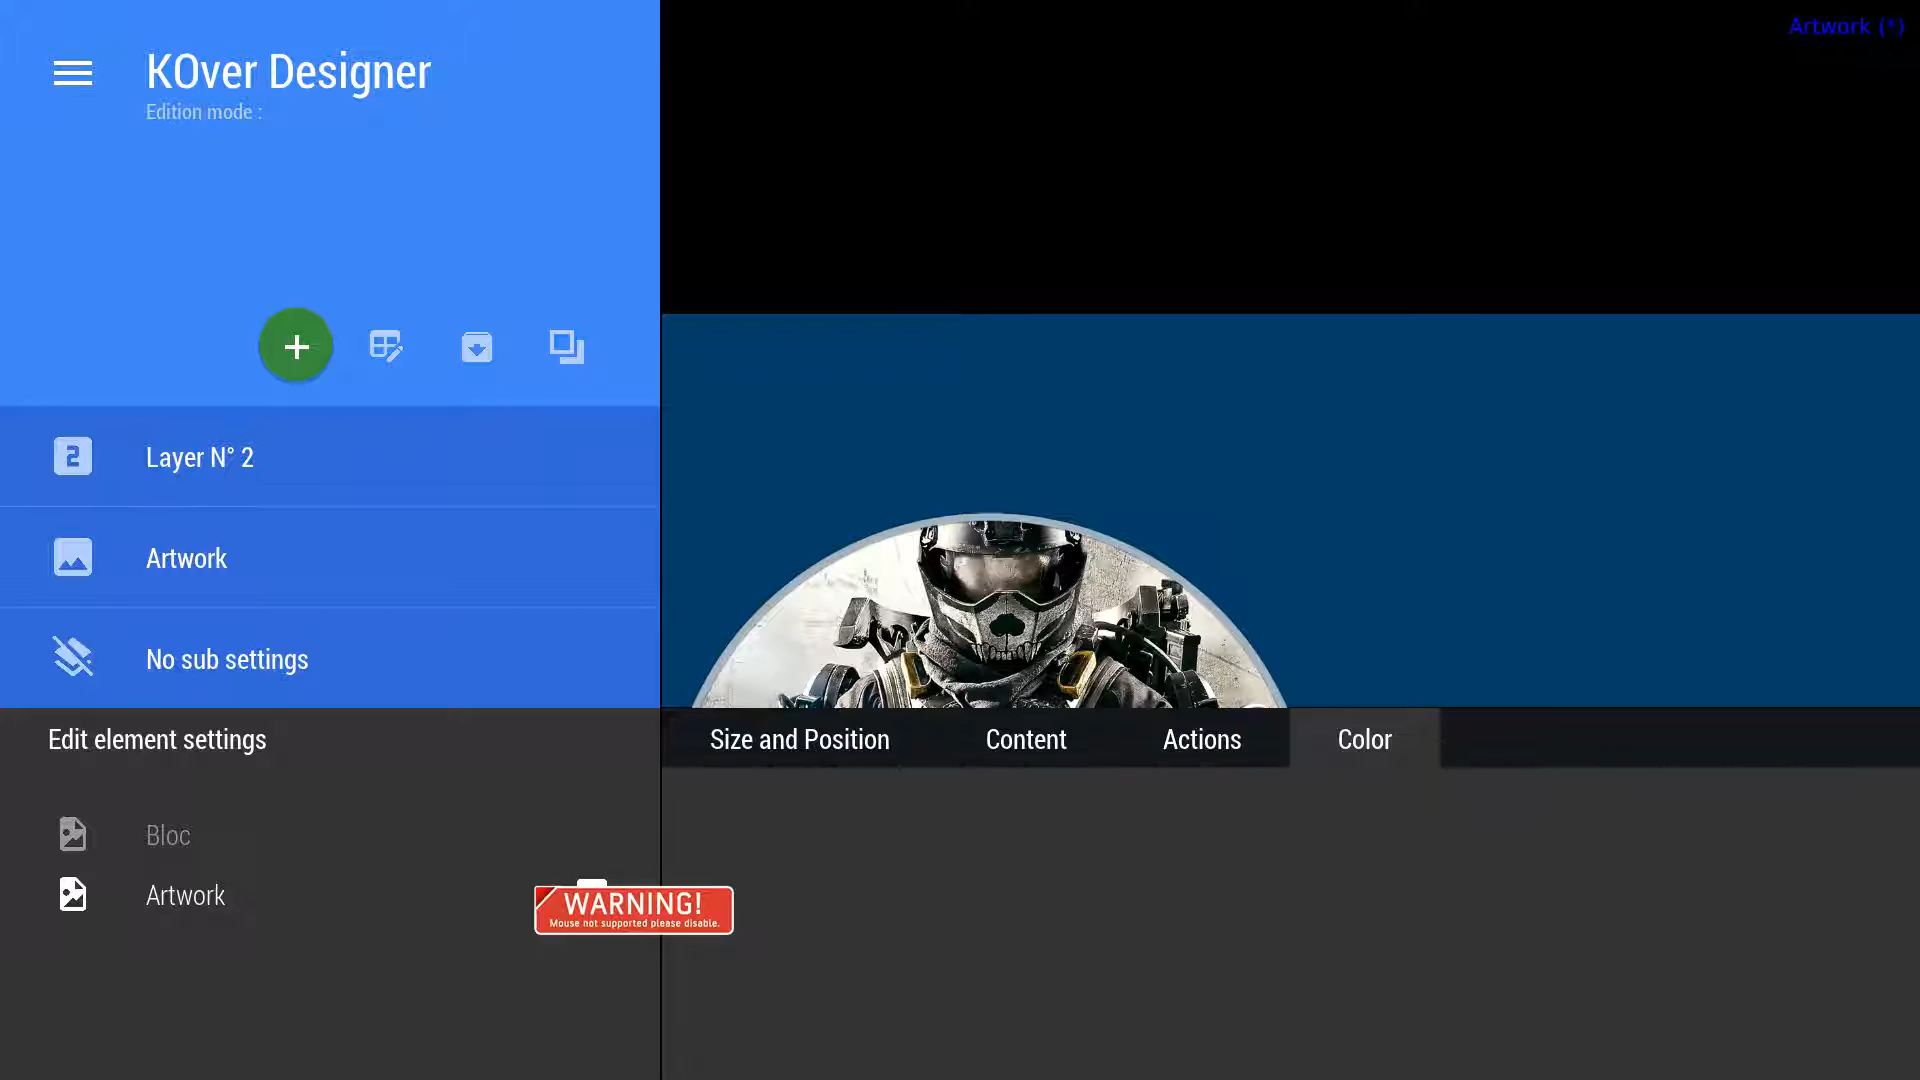 KOver Designer
Edition mode :
Artwork (*)
2
Layer N° 2
Artwork
No sub settings
Edit element settings
Size and Position
Content
Actions
Color
Bloc
Artwork
WARNING!
Mouse not supported please disable.